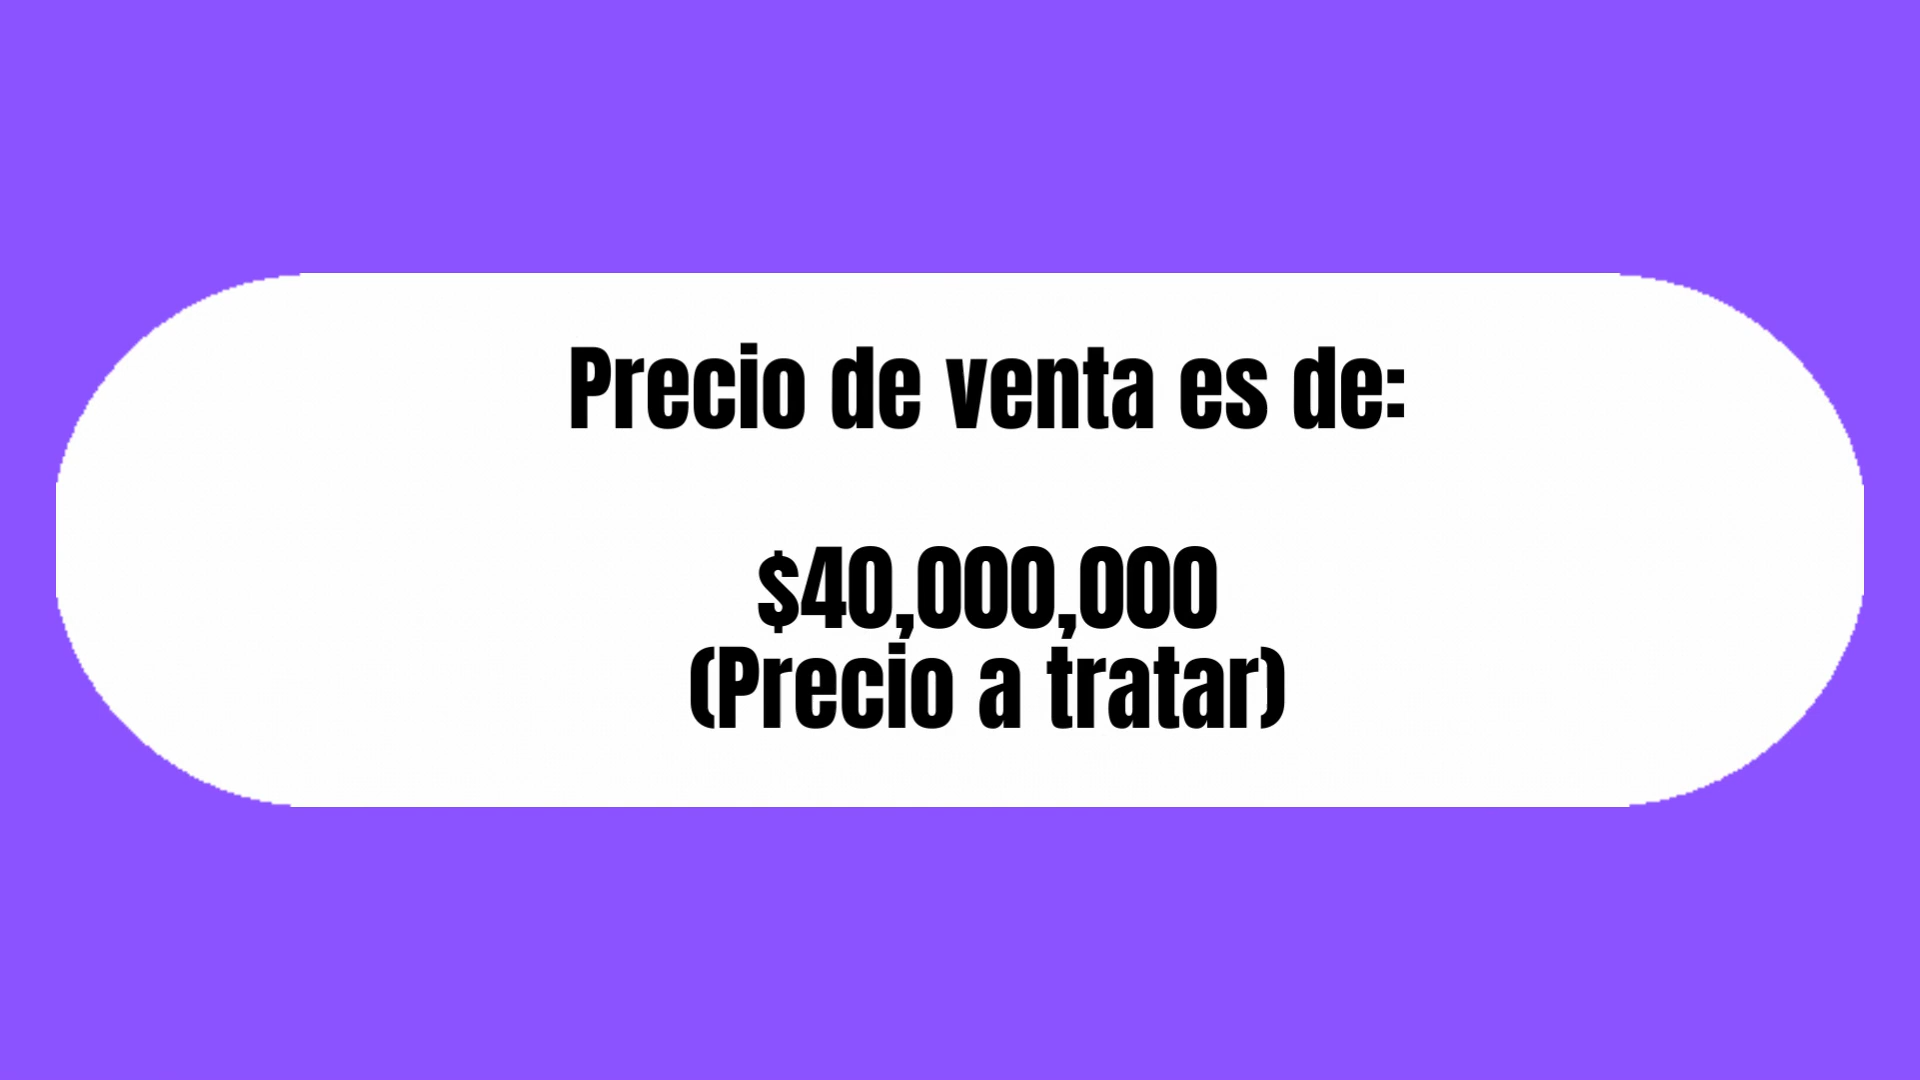 Precio de venta es de:
$40,000,000
(Precio a tratar)